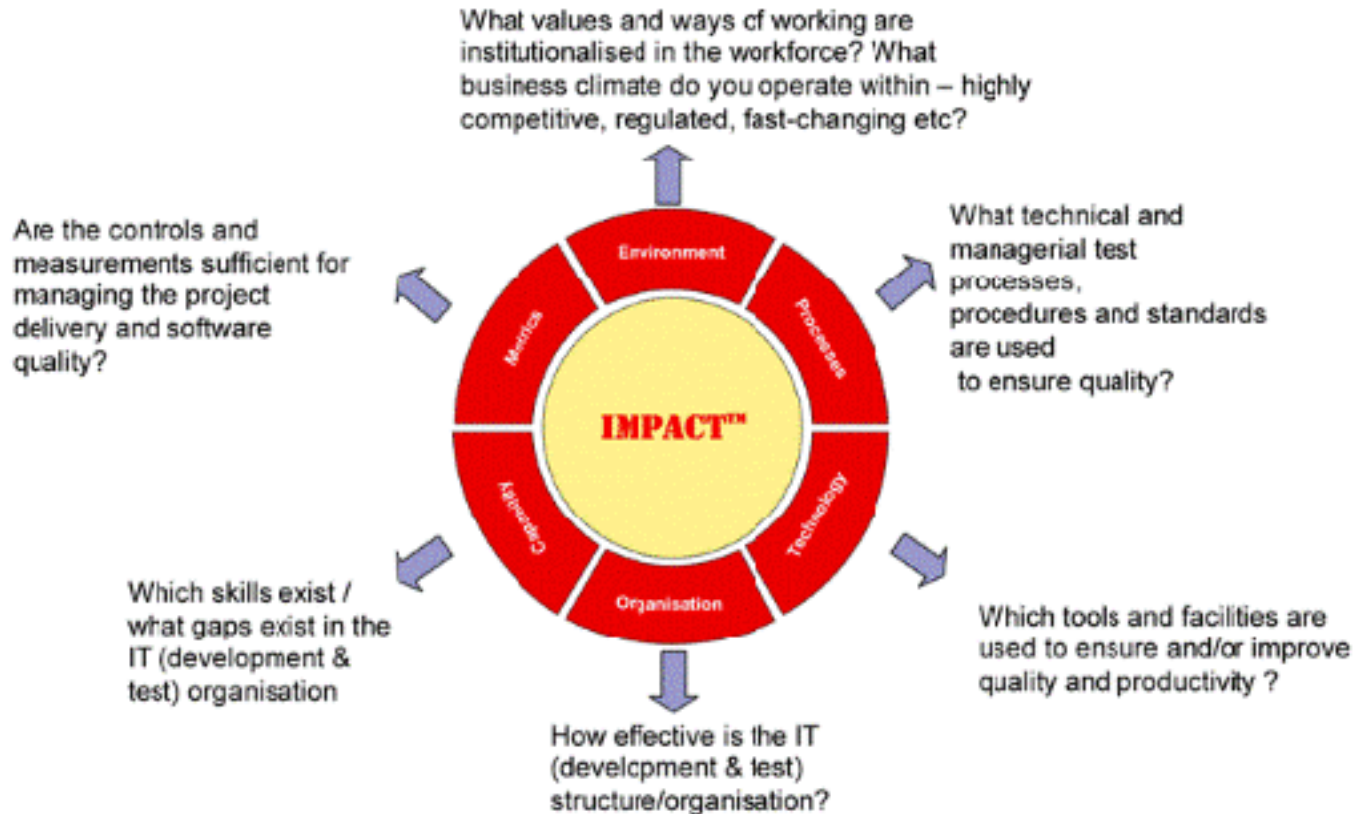 What values and ways of working are
institutionalised in the workforce? What
business climate do you operate within – highly
competitive, regulated, fast-changing etc?
Are the controls and
measurements sufficient for
managing the project
delivery and software
quality?
What technical and
managerial test
processes,
procedures and standards
are used
to ensure quality?
Environment
Metrics
Processes
IMPACT™
Capability
Technology
Organisation
Which skills exist /
what gaps exist in the
IT (development &
test) organisation
Which tools and facilities are
used to ensure and/or improve
quality and productivity ?
How effective is the IT
(development & test)
structure/organisation?